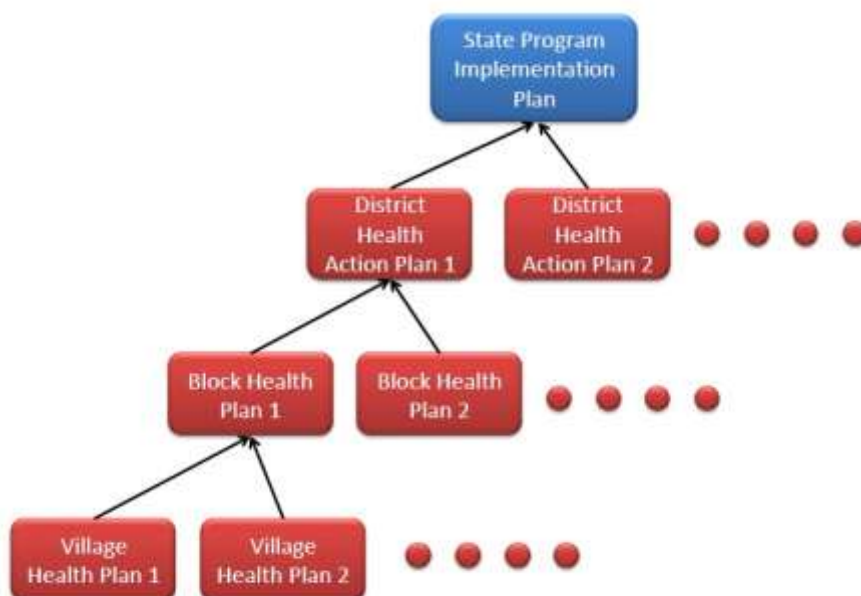 State Program
Implementation
Plan
District
Health
Action Plan 1
District
Health
Action Plan 2
Block Health
Plan 1
Block Health
Plan 2
Village
Health Plan 1
Village
Health Plan 2